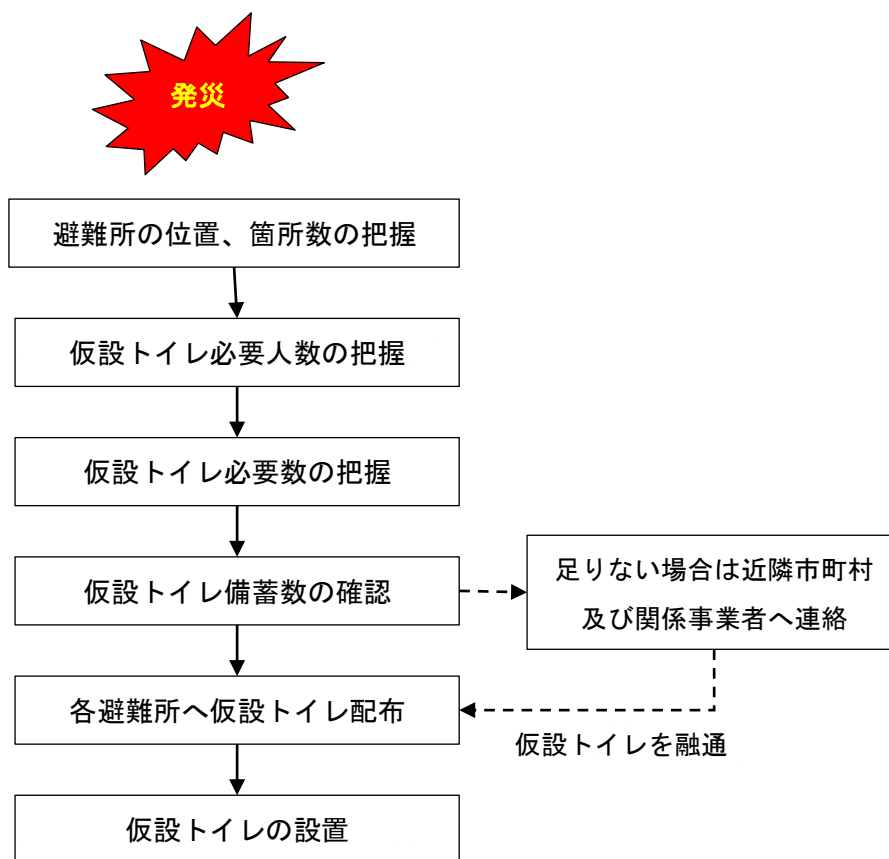 発災
避難所の位置、箇所数の把握
仮設トイレ必要人数の把握
仮設トイレ必要数の把握
仮設トイレ備蓄数の確認
足りない場合は近隣市町村
及び関係事業者へ連絡
各避難所へ仮設トイレ配布
仮設トイレを融通
仮設トイレの設置